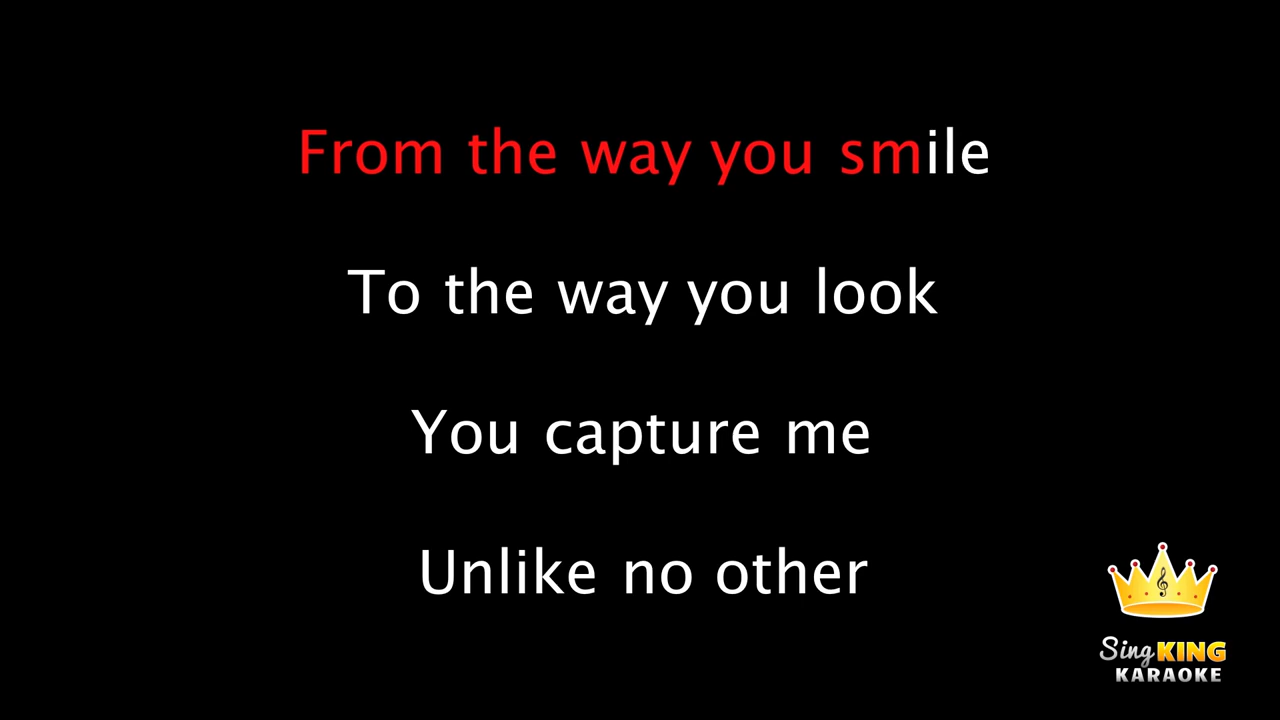 From the way you smile
To the way you look
You capture me
Unlike no other
Sing KING
KARAOKE